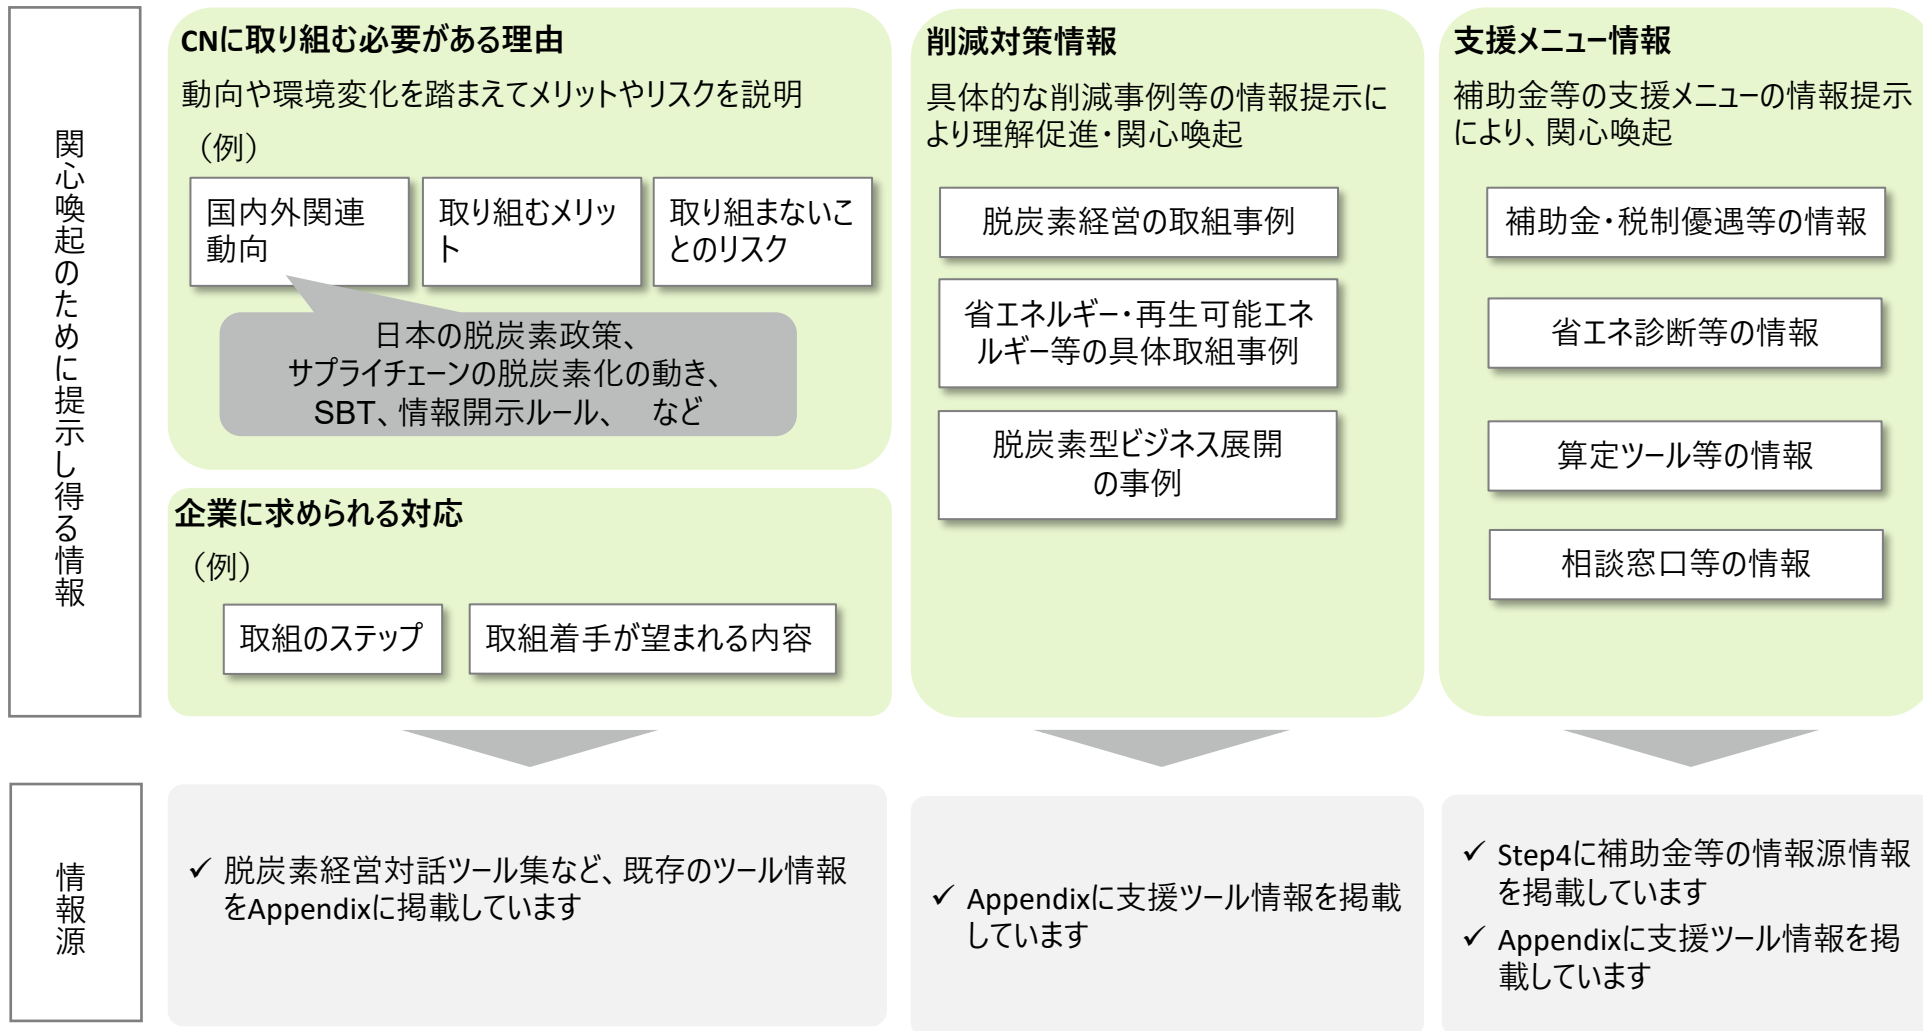 関心喚起のために提示し得る情報
CNに取り組む必要がある理由
動向や環境変化を踏まえてメリットやリスクを説明
（例）
国内外関連
動向
取り組むメリッ
ト
取り組まないこ
とのリスク
日本の脱炭素政策、
サプライチェーンの脱炭素化の動き、
SBT、情報開示ルール、　など
企業に求められる対応
（例）
取組のステップ
取組着手が望まれる内容
削減対策情報
具体的な削減事例等の情報提示に
より理解促進・関心喚起
脱炭素経営の取組事例
省エネルギー・再生可能エネ
ルギー等の具体取組事例
脱炭素型ビジネス展開
の事例
支援メニュー情報
補助金等の支援メニューの情報提示
により、関心喚起
補助金・税制優遇等の情報
省エネ診断等の情報
算定ツール等の情報
相談窓口等の情報
情報源
✓ 脱炭素経営対話ツール集など、既存のツール情報
をAppendixに掲載しています
✓ Appendixに支援ツール情報を掲載
しています
✓ Step4に補助金等の情報源情報
を掲載しています
✓ Appendixに支援ツール情報を掲
載しています